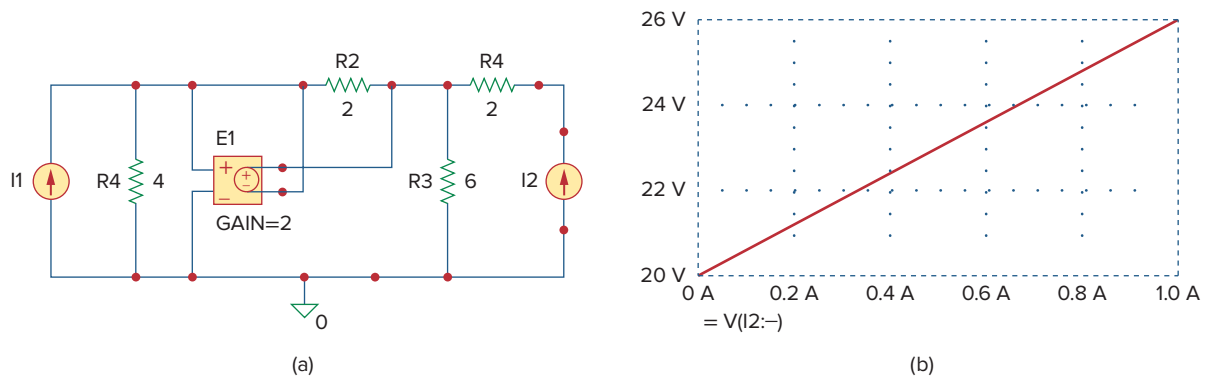 R2
R4
2
2
E1
+
+
−
−
I1
R4
4
R3
6
I2
GAIN=2
0
(a)
26 V
24 V
22 V
20 V
0 A
0.2 A
0.4 A
0.6 A
0.8 A
1.0 A
= V(I2:−)
(b)